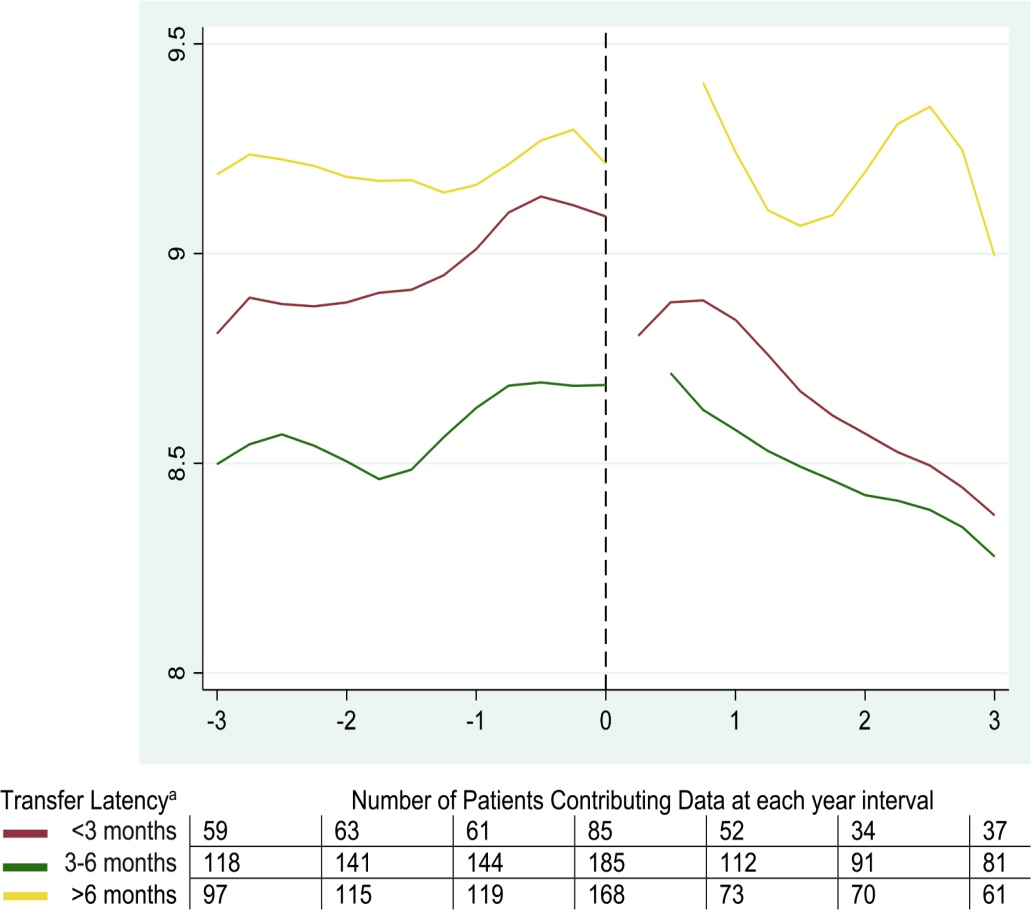 9.5
9
8.5
8
-3 -2 -1 0 1 2 3
Transfer Latencyᵃ Number of Patients Contributing Data at each year interval
<3 months 59 63 61 85 52 34 37
3-6 months 118 141 144 185 112 91 81
>6 months 97 115 119 168 73 70 61